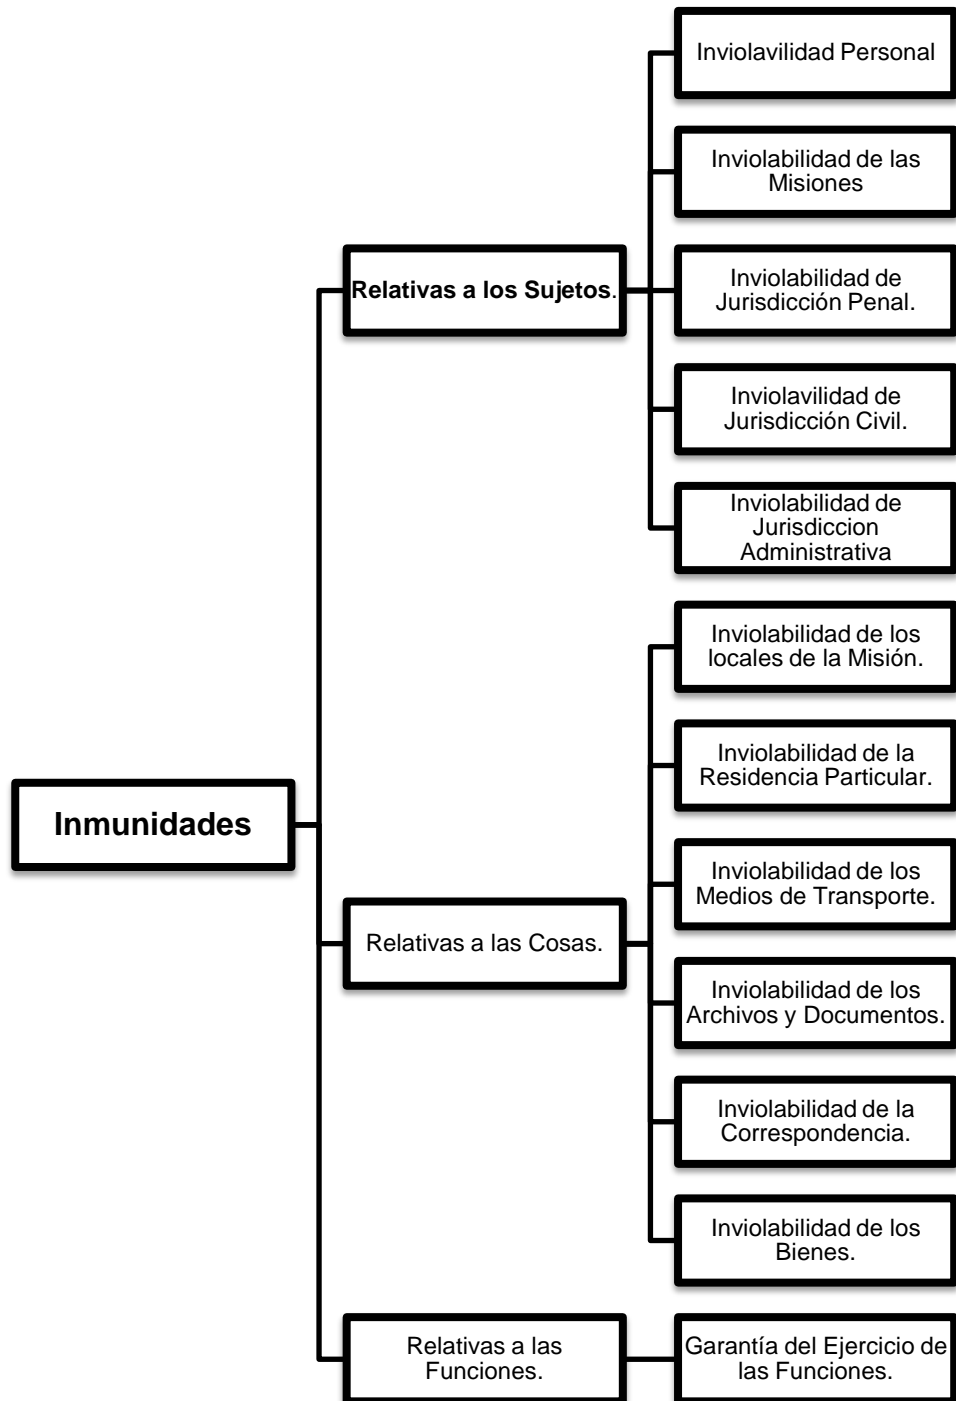 Inmunidades
Relativas a los Sujetos.
Inviolavilidad Personal
Inviolabilidad de las
Misiones
Inviolabilidad de
Jurisdicción Penal.
Inviolavilidad de
Jurisdicción Civil.
Inviolabilidad de
Jurisdiccion
Administrativa
Relativas a las Cosas.
Inviolabilidad de los
locales de la Misión.
Inviolabilidad de la
Residencia Particular.
Inviolabilidad de los
Medios de Transporte.
Inviolabilidad de los
Archivos y Documentos.
Inviolabilidad de la
Correspondencia.
Inviolabilidad de los
Bienes.
Relativas a las
Funciones.
Garantía del Ejercicio de
las Funciones.